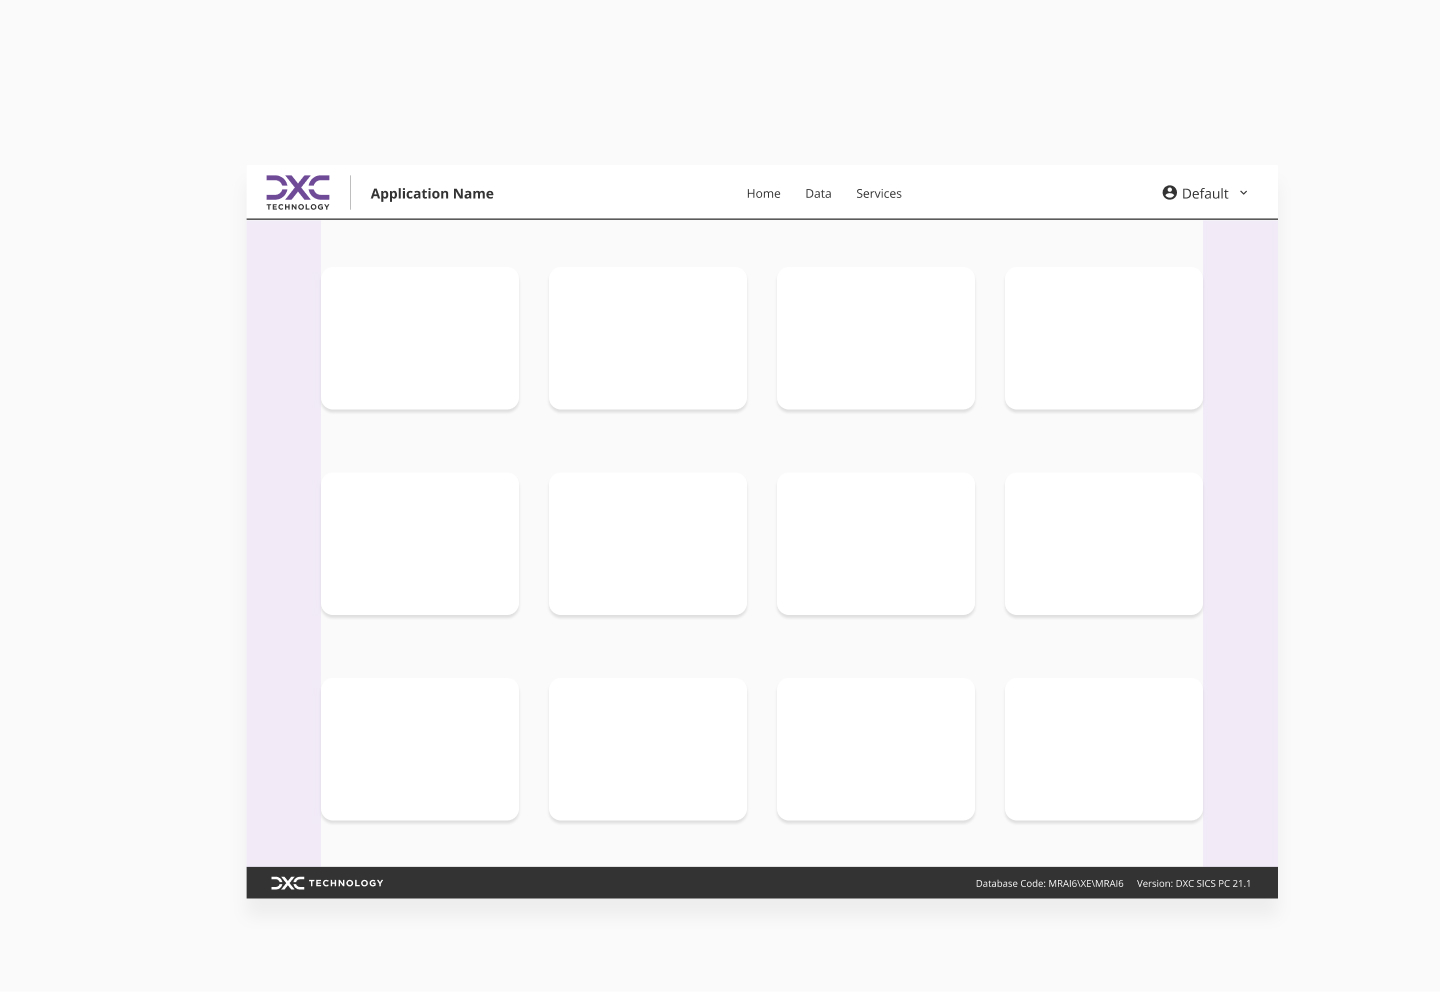 DXC
TECHNOLOGY
Application Name
Home Data Services
Default
DXC TECHNOLOGY
Database Code: MRAI6\XE\MRAI6 Version: DXC SICS PC 21.1